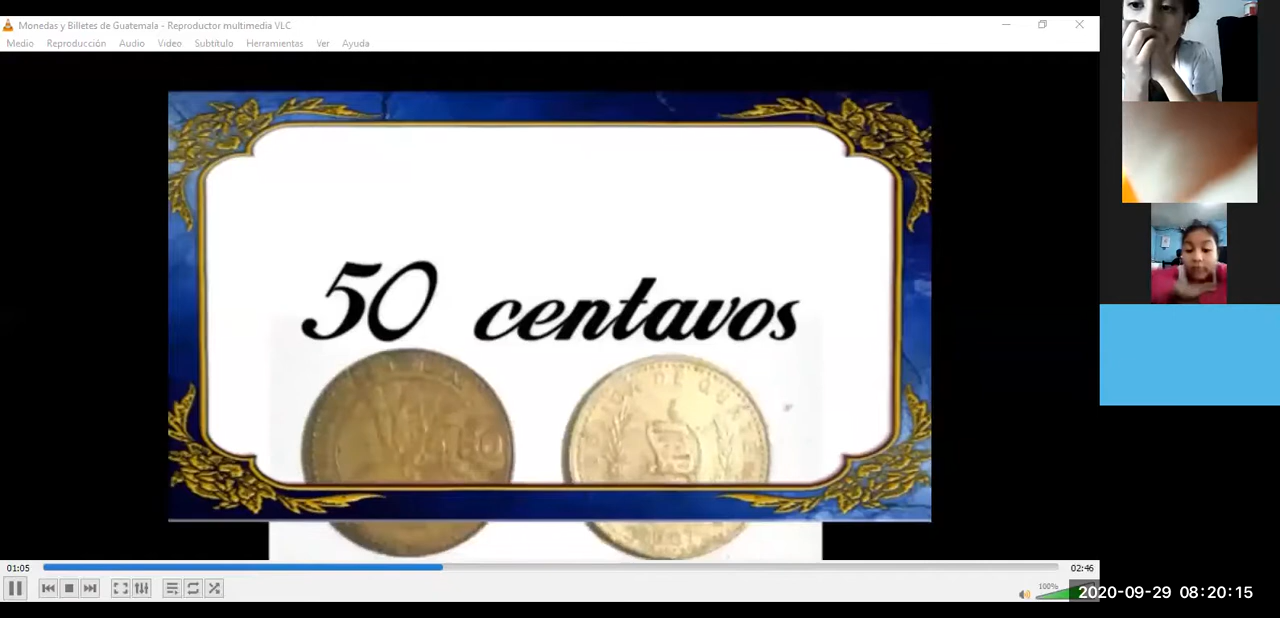 Monedas y Billetes de Guatemala - Reproductor multimedia VLC
Medio Reproducción Audio Video Subtítulo Herramientas Ver Ayuda
50 centavos
01:05
02:46
100%
2020-09-29 08:20:15